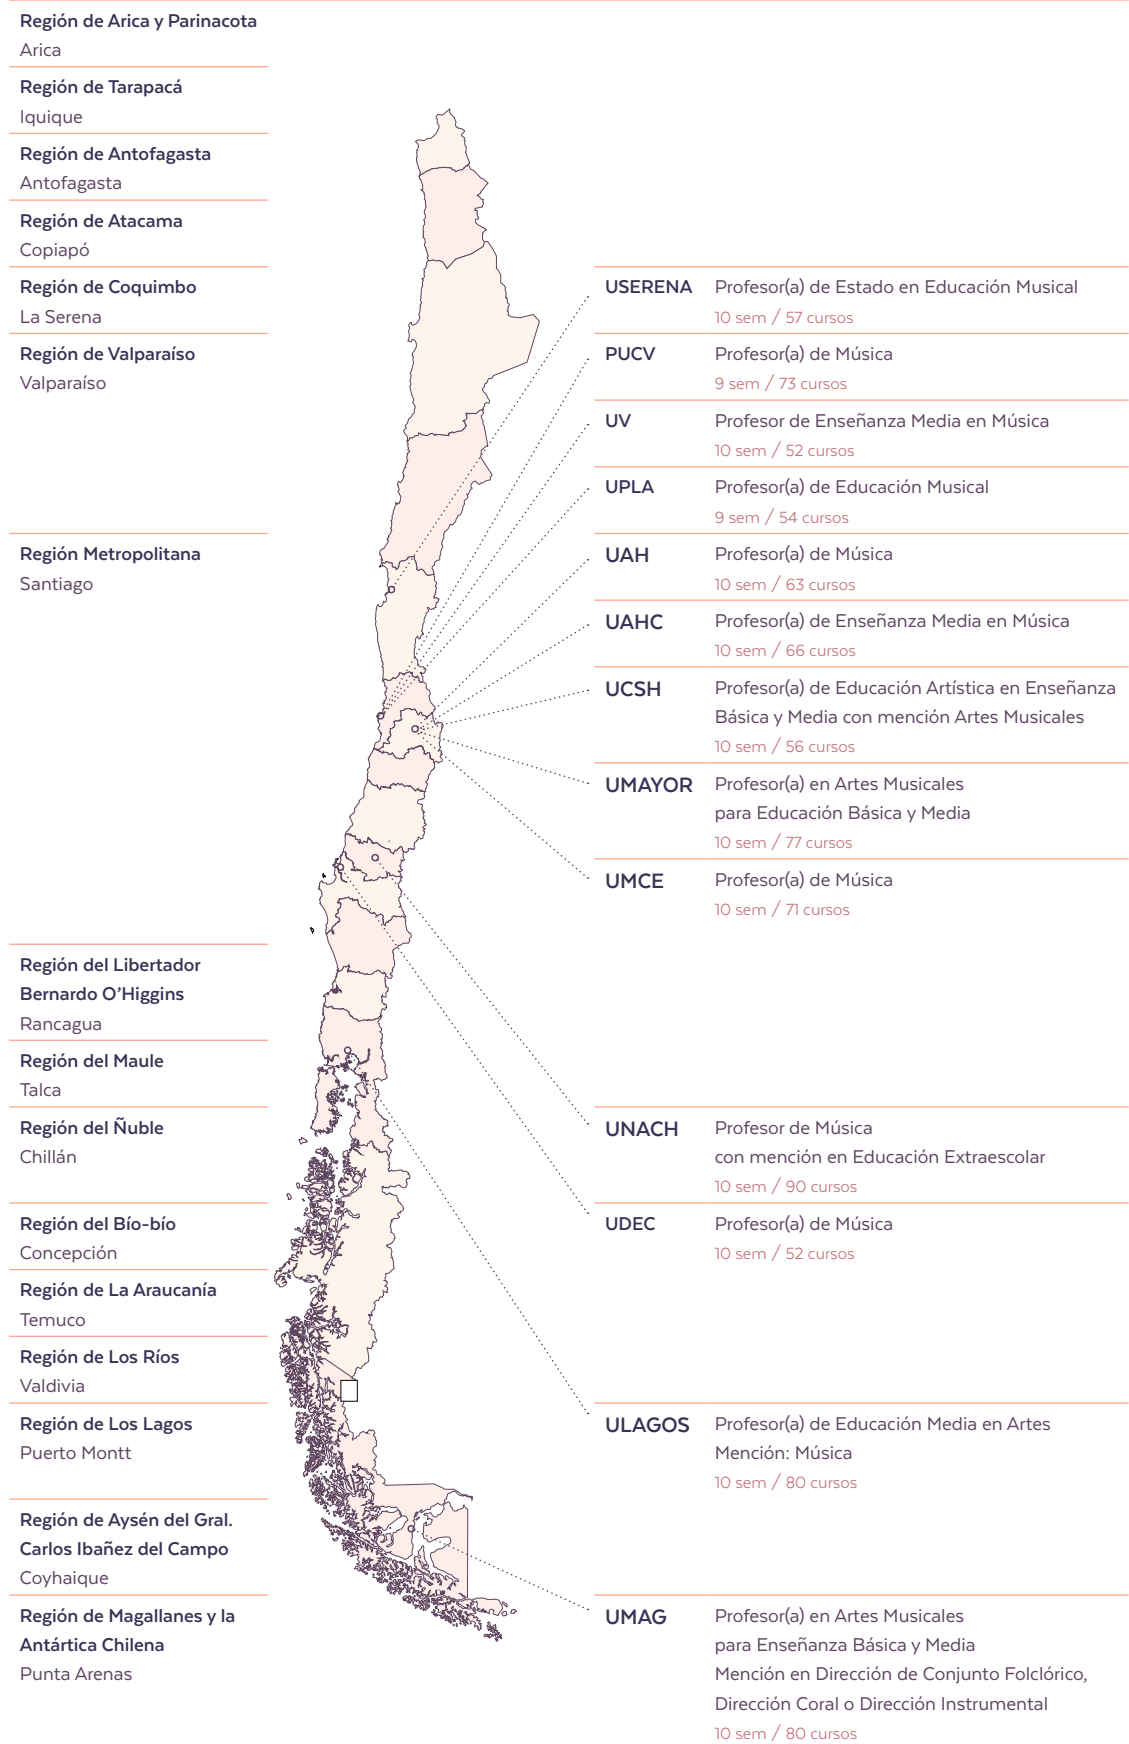 Región de Arica y Parinacota
Arica
Región de Tarapacá
Iquique
Región de Antofagasta
Antofagasta
Región de Atacama
Copiapó
Región de Coquimbo
La Serena
Región de Valparaíso
Valparaíso
Región Metropolitana
Santiago
Región del Libertador
Bernardo O’Higgins
Rancagua
Región del Maule
Talca
Región del Ñuble
Chillán
Región del Bío-bío
Concepción
Región de La Araucanía
Temuco
Región de Los Ríos
Valdivia
Región de Los Lagos
Puerto Montt
Región de Aysén del Gral.
Carlos Ibañez del Campo
Coyhaique
Región de Magallanes y la
Antártica Chilena
Punta Arenas
USERENA Profesor(a) de Estado en Educación Musical
10 sem / 57 cursos
PUCV Profesor(a) de Música
9 sem / 73 cursos
UV Profesor de Enseñanza Media en Música
10 sem / 52 cursos
UPLA Profesor(a) de Educación Musical
9 sem / 54 cursos
UAH Profesor(a) de Música
10 sem / 63 cursos
UAHC Profesor(a) de Enseñanza Media en Música
10 sem / 66 cursos
UCSH Profesor(a) de Educación Artística en Enseñanza
Básica y Media con mención Artes Musicales
10 sem / 56 cursos
UMAYOR Profesor(a) en Artes Musicales
para Educación Básica y Media
10 sem / 77 cursos
UMCE Profesor(a) de Música
10 sem / 71 cursos
UNACH Profesor de Música
con mención en Educación Extraescolar
10 sem / 90 cursos
UDEC Profesor(a) de Música
10 sem / 52 cursos
ULAGOS Profesor(a) de Educación Media en Artes
Mención: Música
10 sem / 80 cursos
UMAG Profesor(a) en Artes Musicales
para Enseñanza Básica y Media
Mención en Dirección de Conjunto Folclórico,
Dirección Coral o Dirección Instrumental
10 sem / 80 cursos